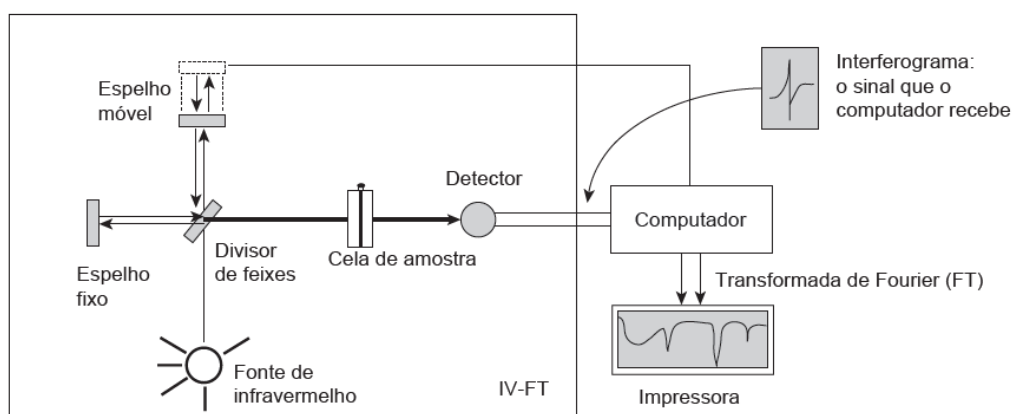 Espelho
móvel
Interferograma:
o sinal que o
computador recebe
Detector
Computador
Espelho
fixo
Divisor
de feixes
Cela de amostra
Transformada de Fourier (FT)
Fonte de
infravermelho
IV-FT
Impressora